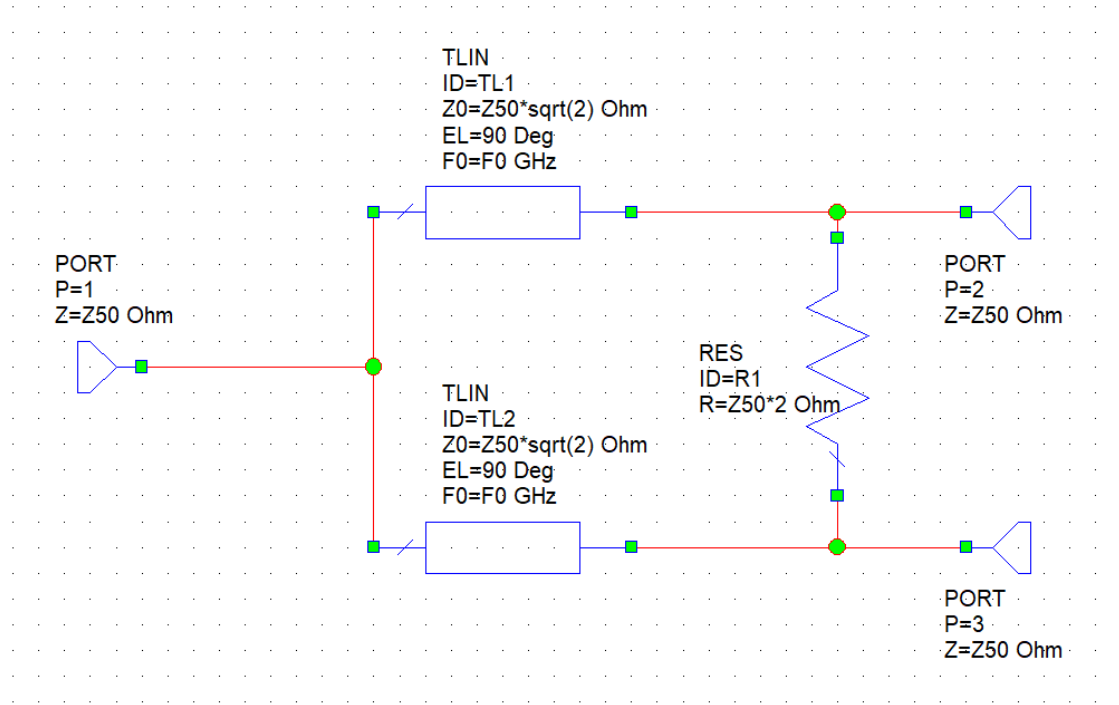 TLIN
ID=TL1
Z0=Z50*sqrt(2) Ohm
EL=90 Deg
F0=F0 GHz
PORT
P=1
Z=Z50 Ohm
PORT
P=2
Z=Z50 Ohm
RES
ID=R1
R=Z50*2 Ohm
TLIN
ID=TL2
Z0=Z50*sqrt(2) Ohm
EL=90 Deg
F0=F0 GHz
PORT
P=3
Z=Z50 Ohm